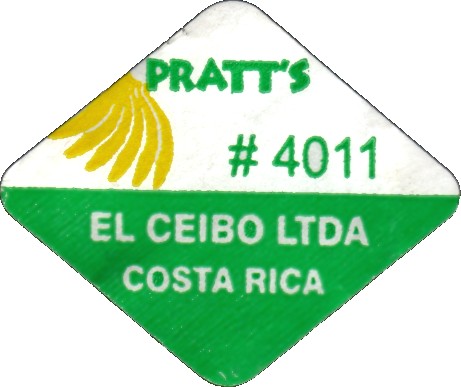 PRATT'S
# 4011
EL CEIBO LTDA
COSTA RICA